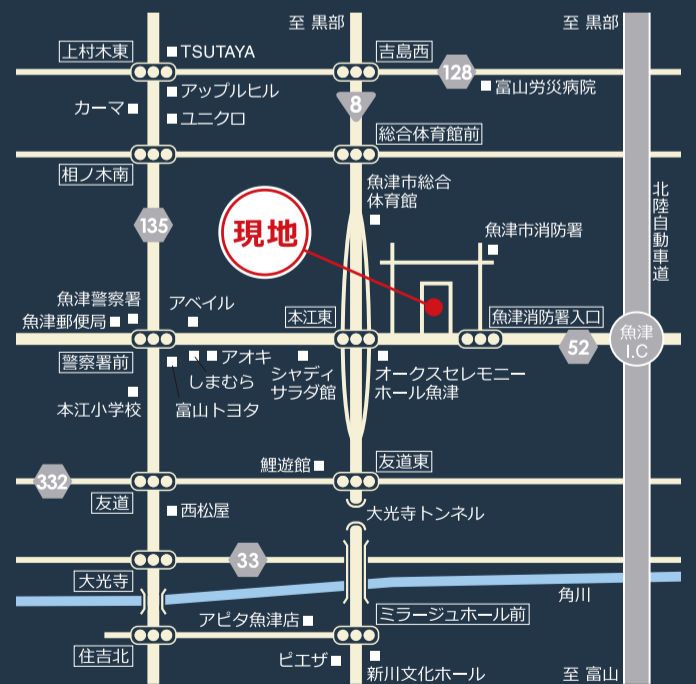 至 黒部
至 黒部
上村木東
TSUTAYA
吉島西
128
アップルヒル
富山労災病院
カーマ
8
ユニクロ
総合体育館前
相ノ木南
魚津市総合
体育館
北陸自動車道
135
現地
魚津市消防署
魚津警察署
アベイル
魚津郵便局
本江東
魚津消防署入口
魚津
I.C
52
警察署前
アオキ
しまむら
シャディ
サラダ館
オークスセレモニー
ホール魚津
本江小学校
富山トヨタ
鯉遊館
友道東
332
友道
西松屋
大光寺トンネル
33
大光寺
角川
アピタ魚津店
ミラージュホール前
住吉北
ピエザ
新川文化ホール
至 富山